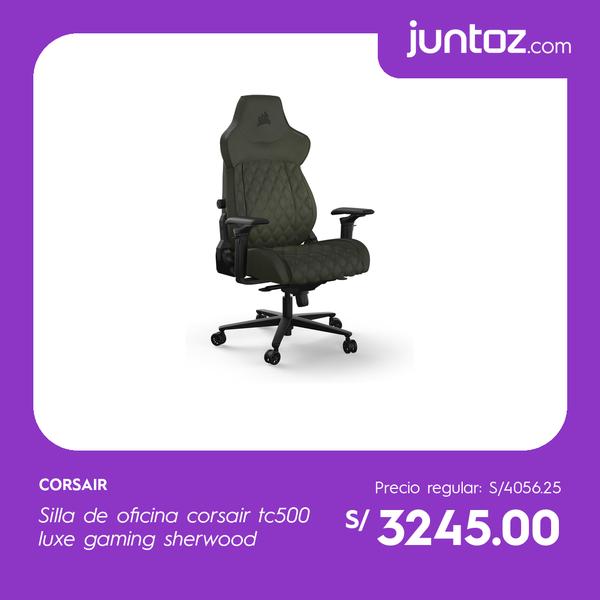 juntoz.com
CORSAIR
Silla de oficina corsair tc500
luxe gaming sherwood
Precio regular: S/4056.25
S/ 3245.00